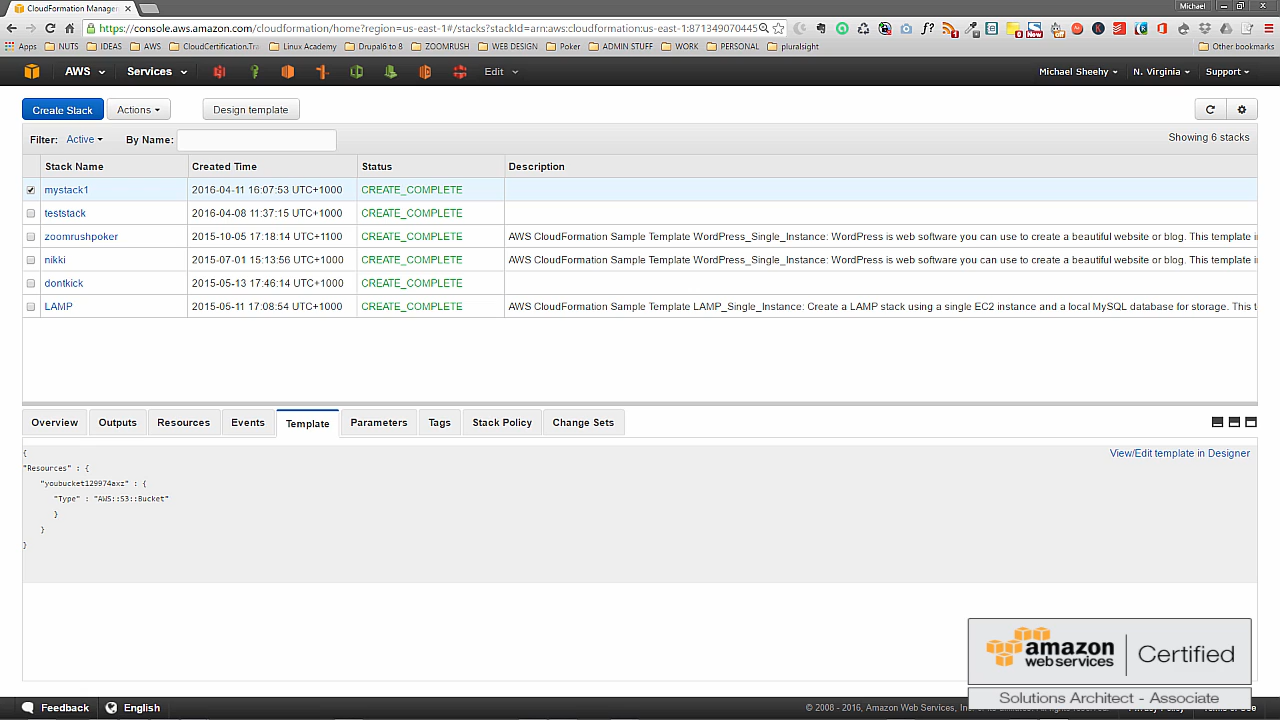 CloudFormation Manage
Michael
https://console.aws.amazon.com/cloudformation/home?region=us-east-1#/stacks?stackId=arn:aws:cloudformation:us-east-1:871349070445
Apps NUTS IDEAS AWS CloudCertification.Tra Linux Academy Drupal6 to 8 ZOOMRUSH WEB DESIGN Poker ADMIN STUFF WORK PERSONAL pluralsight Other bookmarks
AWS Services Edit Michael Sheehy N. Virginia Support
Create Stack Actions Design template
Filter: Active By Name: Showing 6 stacks
Stack Name Created Time Status Description
mystack1 2016-04-11 16:07:53 UTC+1000 CREATE_COMPLETE
teststack 2016-04-08 11:37:15 UTC+1000 CREATE_COMPLETE
zoomrushpoker 2015-10-05 17:18:14 UTC+1100 CREATE_COMPLETE AWS CloudFormation Sample Template WordPress_Single_Instance: WordPress is web software you can use to create a beautiful website or blog. This template i
nikki 2015-07-01 15:13:56 UTC+1000 CREATE_COMPLETE AWS CloudFormation Sample Template WordPress_Single_Instance: WordPress is web software you can use to create a beautiful website or blog. This template i
dontkick 2015-05-13 17:46:14 UTC+1000 CREATE_COMPLETE
LAMP 2015-05-11 17:08:54 UTC+1000 CREATE_COMPLETE AWS CloudFormation Sample Template LAMP_Single_Instance: Create a LAMP stack using a single EC2 instance and a local MySQL database for storage. This t
Overview Outputs Resources Events Template Parameters Tags Stack Policy Change Sets
View/Edit template in Designer
{
"Resources" : {
"youbucket129974axz" : {
"Type" : "AWS::S3::Bucket"
}
}
}
amazon
web services
Certified
Solutions Architect - Associate
Feedback English © 2008 - 2016, Amazon Web Services, Inc.